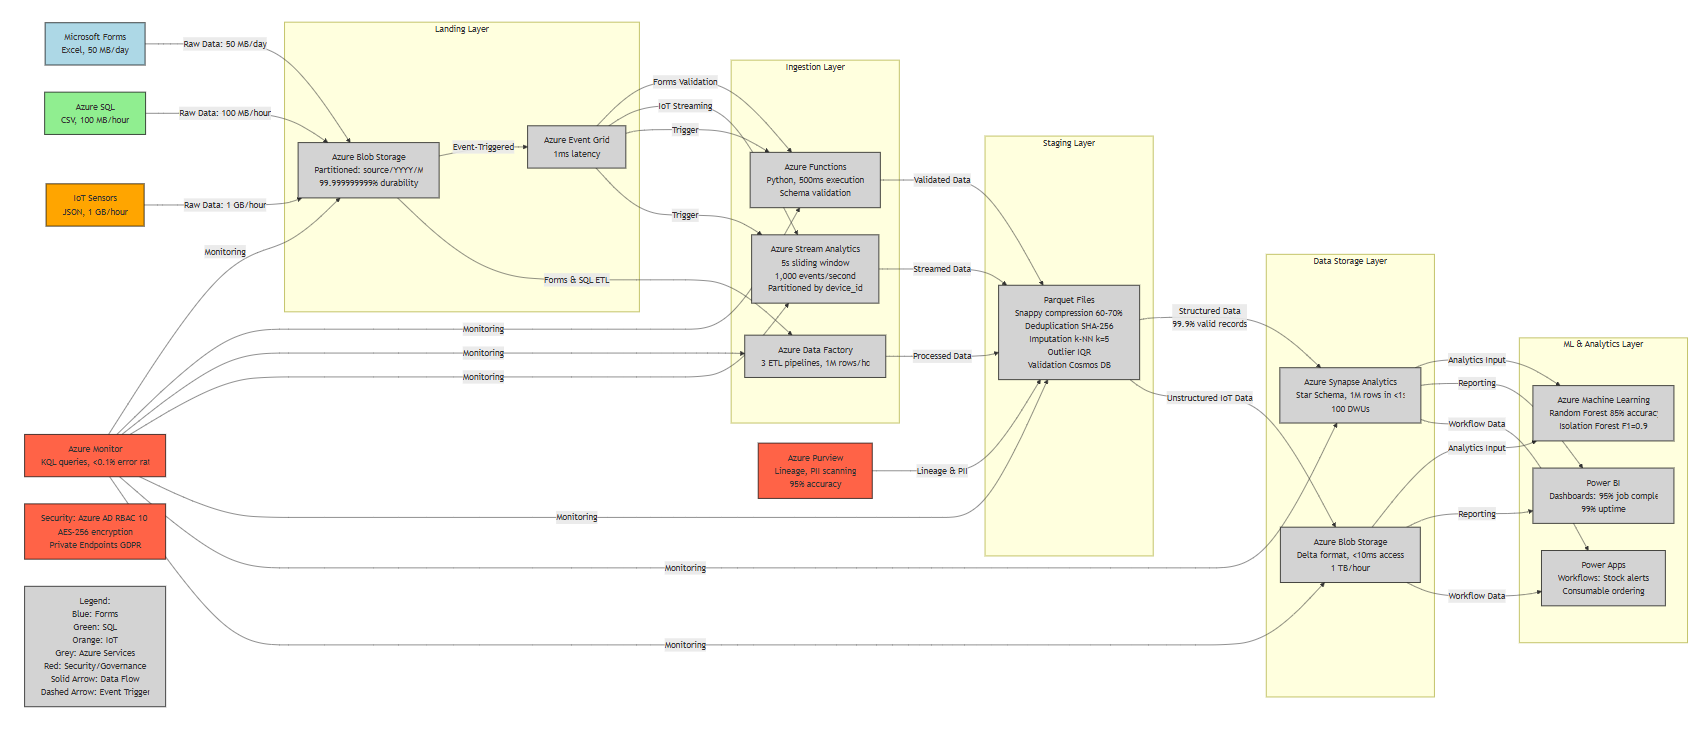 Microsoft Forms
Excel, 50 MB/day
Azure SQL
CSV, 100 MB/hour
IoT Sensors
JSON, 1 GB/hour
Raw Data: 50 MB/day
Raw Data: 100 MB/hour
Raw Data: 1 GB/hour
Monitoring
Landing Layer
Azure Blob Storage
Partitioned: source/YYYY/M
99.999999999% durability
Event-Triggered
Azure Event Grid
1ms latency
Forms & SQL ETL
Forms Validation
IoT Streaming
Trigger
Trigger
Monitoring
Monitoring
Monitoring
Ingestion Layer
Azure Functions
Python, 500ms execution
Schema validation
Azure Stream Analytics
5s sliding window
1,000 events/second
Partitioned by device_id
Azure Data Factory
3 ETL pipelines, 1M rows/ho
Validated Data
Streamed Data
Processed Data
Azure Purview
Lineage, PII scanning
95% accuracy
Lineage & PII
Monitoring
Monitoring
Monitoring
Staging Layer
Parquet Files
Snappy compression 60-70%
Deduplication SHA-256
Imputation k-NN k=5
Outlier IQR
Validation Cosmos DB
Structured Data
99.9% valid records
Unstructured IoT Data
Data Storage Layer
Azure Synapse Analytics
Star Schema, 1M rows in <1s
100 DWUs
Azure Blob Storage
Delta format, <10ms access
1 TB/hour
Analytics Input
Reporting
Workflow Data
Analytics Input
Reporting
Workflow Data
ML & Analytics Layer
Azure Machine Learning
Random Forest 85% accurac
Isolation Forest F1=0.9
Power BI
Dashboards: 95% job comple
99% uptime
Power Apps
Workflows: Stock alerts
Consumable ordering
Azure Monitor
KQL queries, <0.1% error rat
Security: Azure AD RBAC 10
AES-256 encryption
Private Endpoints GDPR
Legend:
Blue: Forms
Green: SQL
Orange: IoT
Grey: Azure Services
Red: Security/Governance
Solid Arrow: Data Flow
Dashed Arrow: Event Trigger